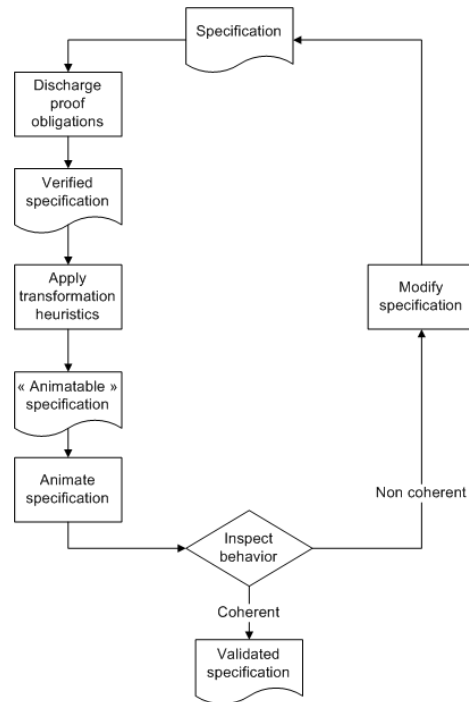 Specification
Discharge
proof
obligations
Verified
specification
Apply
transformation
heuristics
Modify
specification
« Animatable »
specification
Animate
specification
Non coherent
Inspect
behavior
Coherent
Validated
specification